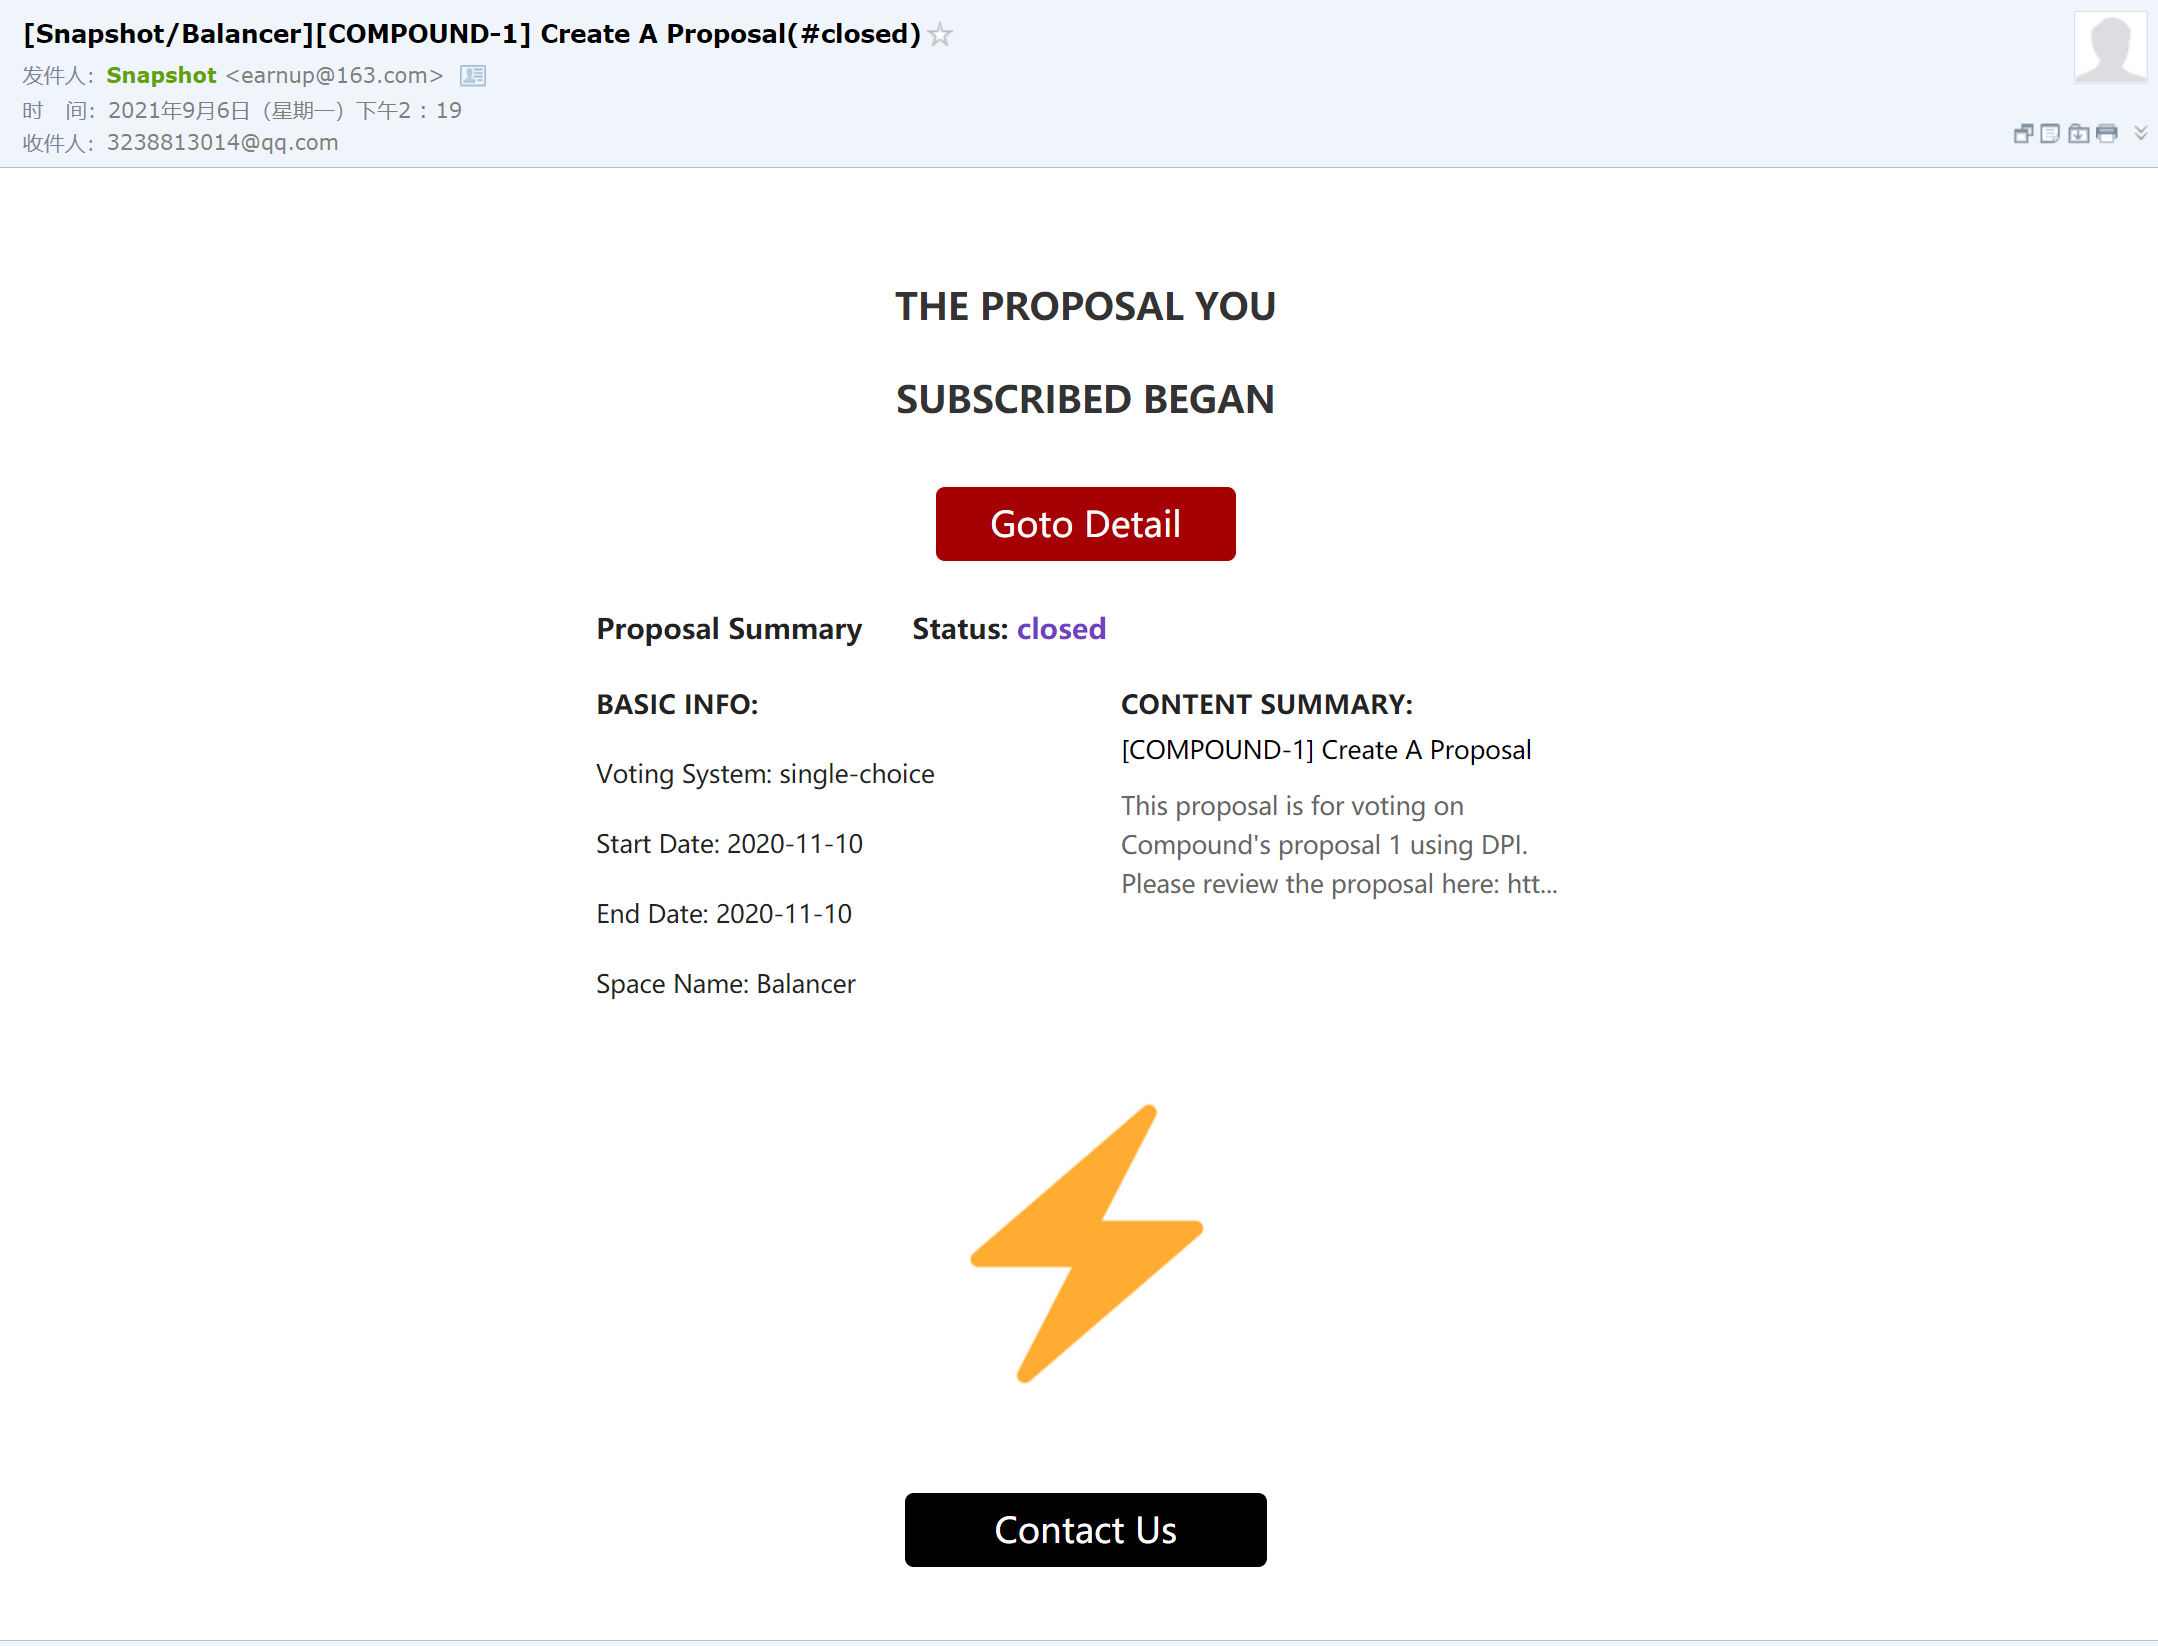 [Snapshot/Balancer][COMPOUND-1] Create A Proposal(#closed)
发件人：Snapshot <earnup@163.com>
时　间：2021年9月6日（星期一）下午2：19
收件人：3238813014@qq.com
THE PROPOSAL YOU
SUBSCRIBED BEGAN
Goto Detail
Proposal Summary Status: closed
BASIC INFO:
Voting System: single-choice
Start Date: 2020-11-10
End Date: 2020-11-10
Space Name: Balancer
CONTENT SUMMARY:
[COMPOUND-1] Create A Proposal
This proposal is for voting on
Compound's proposal 1 using DPI.
Please review the proposal here: htt...
Contact Us